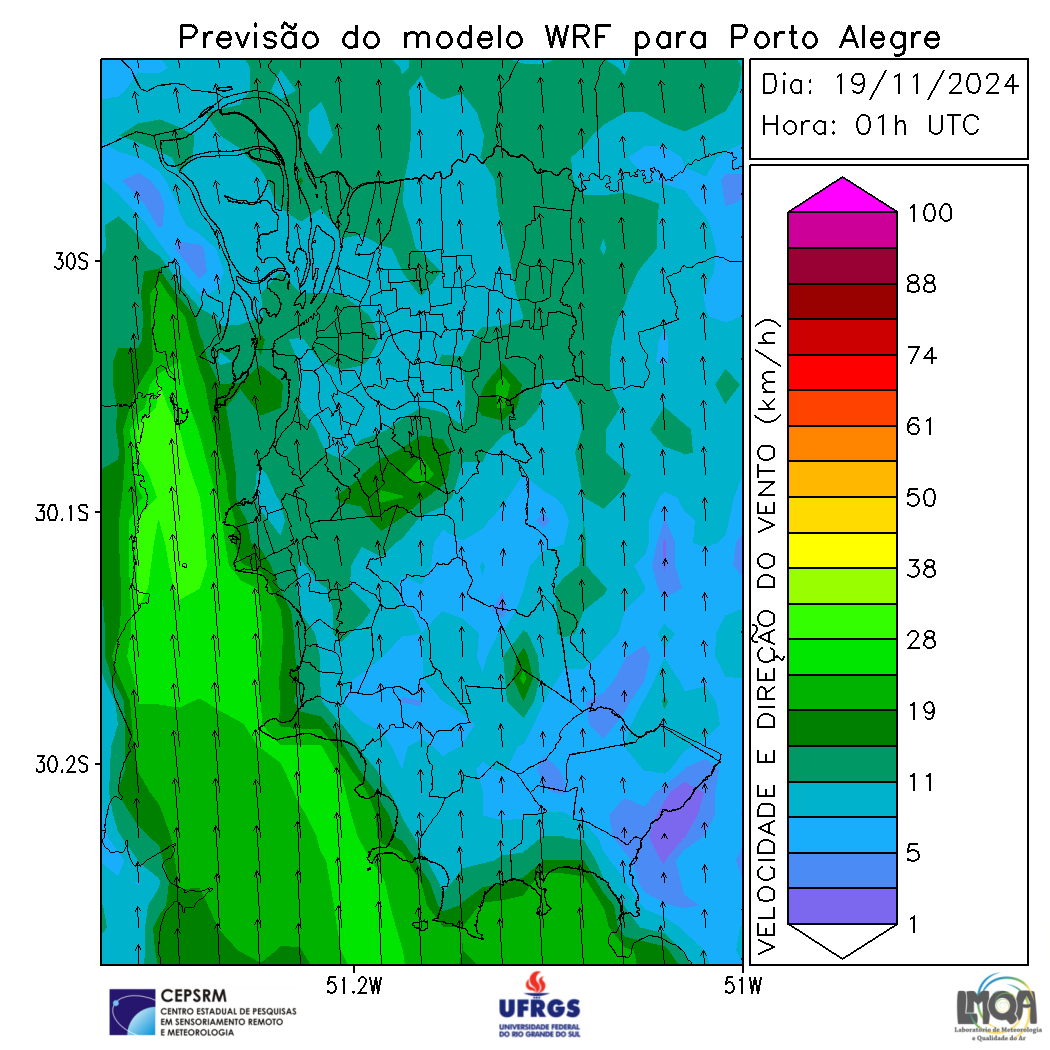 Previsão do modelo WRF para Porto Alegre
Dia: 19/11/2024
Hora: 01h UTC
30S
30.1S
30.2S
51.2W
51W
VELOCIDADE E DIREÇÃO DO VENTO (km/h)
100
88
74
61
50
38
28
19
11
5
1
CEPSRM
CENTRO ESTADUAL DE PESQUISAS
EM SENSORIAMENTO REMOTO
E METEOROLOGIA
UFRGS
UNIVERSIDADE FEDERAL
DO RIO GRANDE DO SUL
LMQA
Laboratório de Meteorologia
e Qualidade do Ar